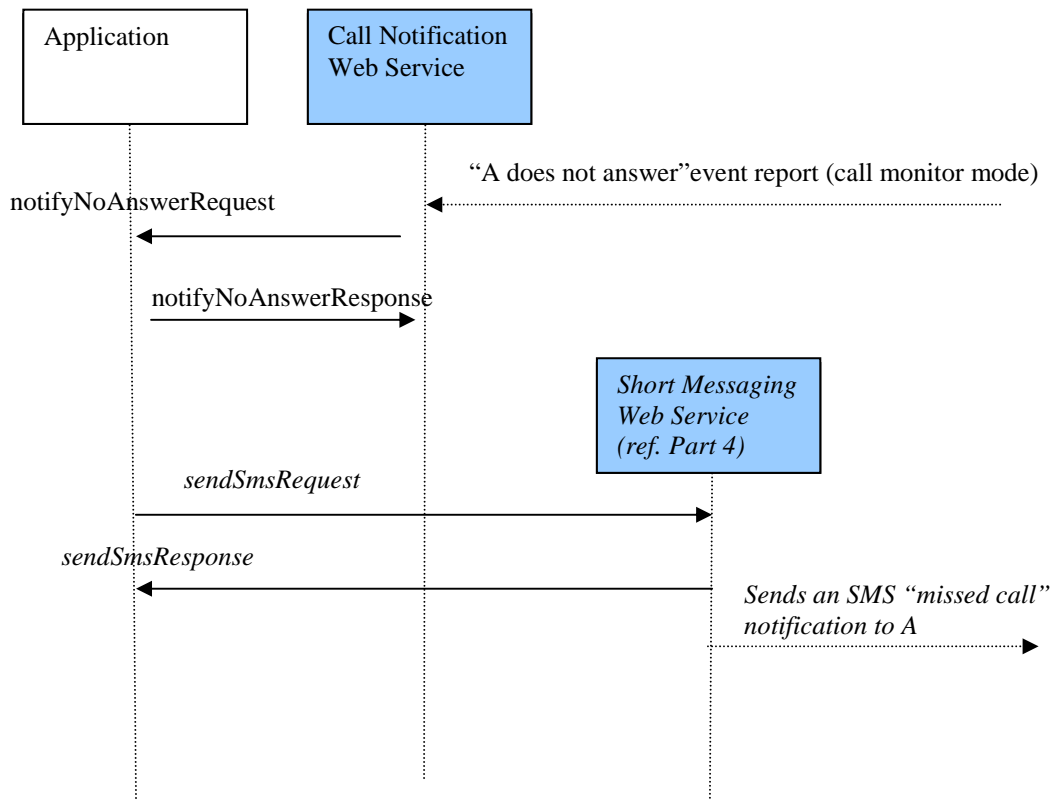 Application
Call Notification
Web Service
“A does not answer”event report (call monitor mode)
notifyNoAnswerRequest
notifyNoAnswerResponse
Short Messaging
Web Service
(ref. Part 4)
sendSmsRequest
sendSmsResponse
Sends an SMS “missed call”
notification to A